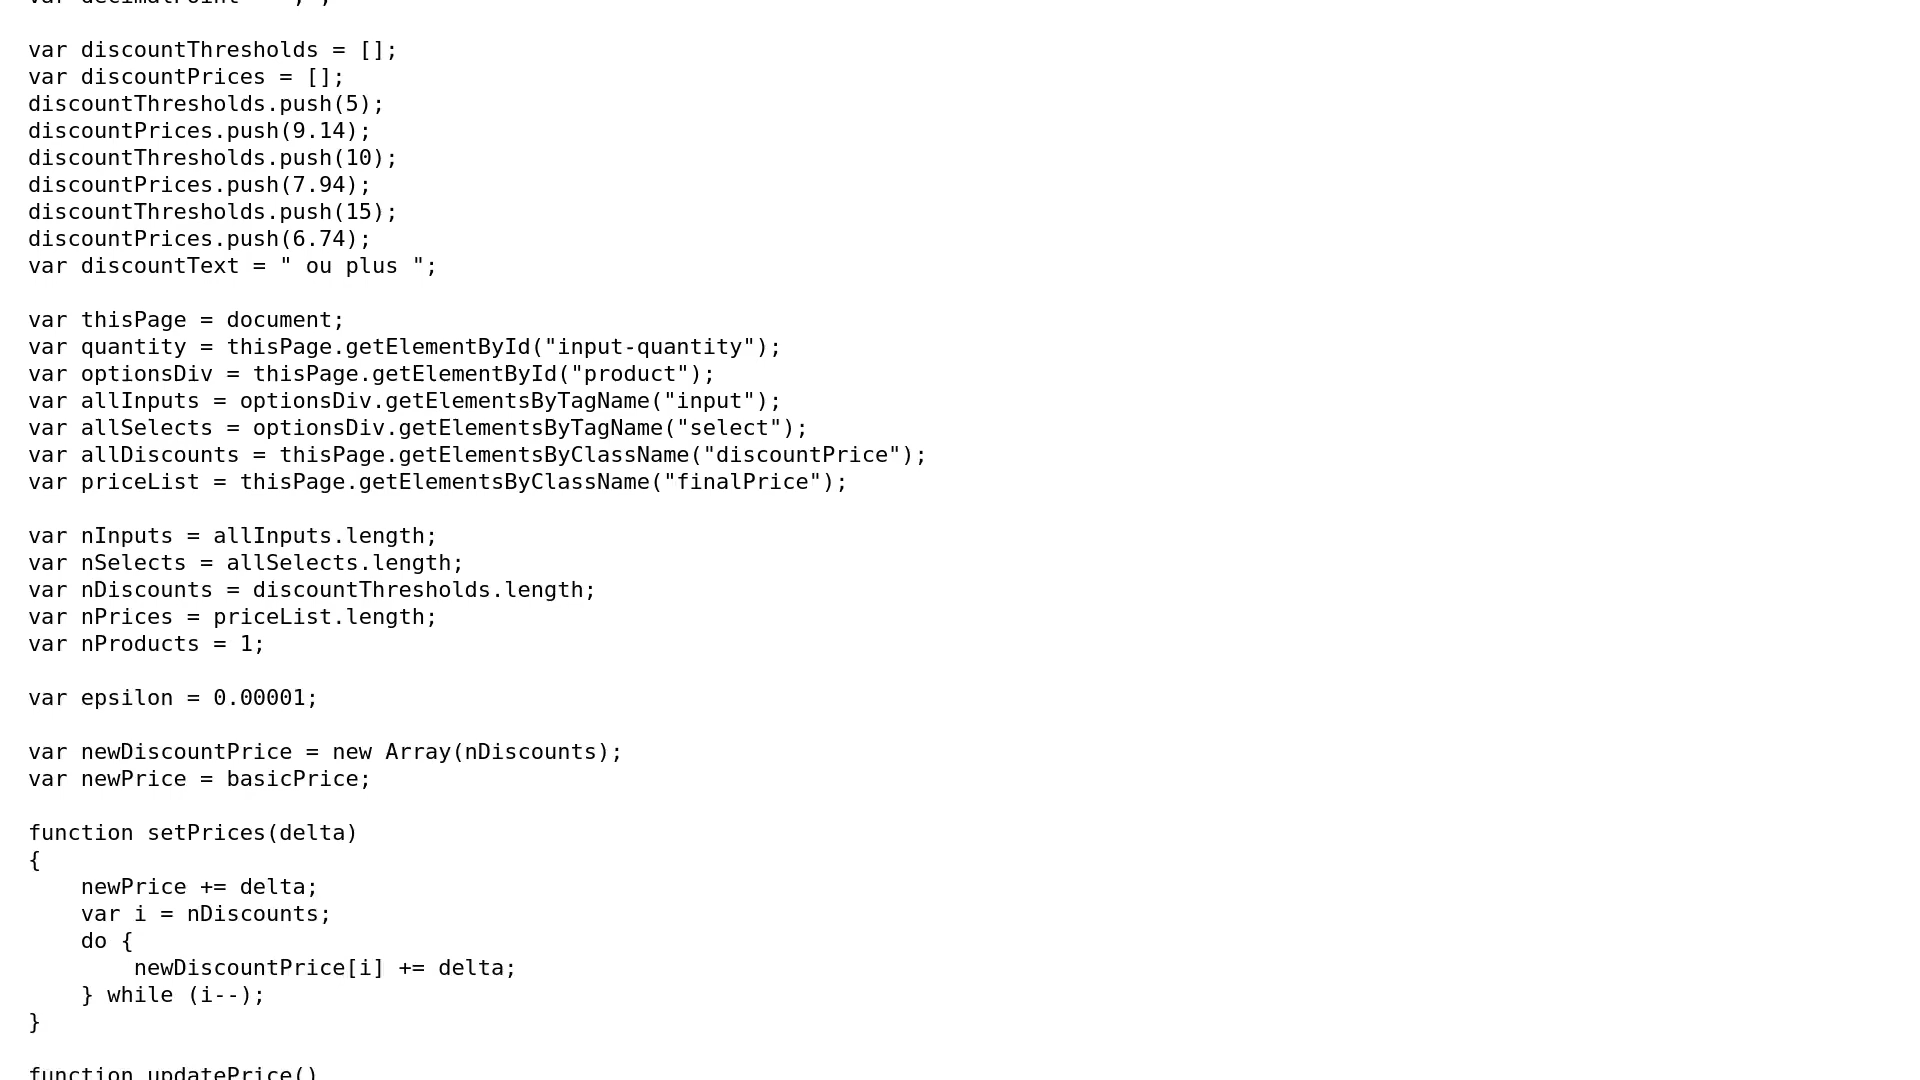 var decimalPoint = ',';
var discountThresholds = [];
var discountPrices = [];
discountThresholds.push(5);
discountPrices.push(9.14);
discountThresholds.push(10);
discountPrices.push(7.94);
discountThresholds.push(15);
discountPrices.push(6.74);
var discountText = " ou plus ";
var thisPage = document;
var quantity = thisPage.getElementById("input-quantity");
var optionsDiv = thisPage.getElementById("product");
var allInputs = optionsDiv.getElementsByTagName("input");
var allSelects = optionsDiv.getElementsByTagName("select");
var allDiscounts = thisPage.getElementsByClassName("discountPrice");
var priceList = thisPage.getElementsByClassName("finalPrice");
var nInputs = allInputs.length;
var nSelects = allSelects.length;
var nDiscounts = discountThresholds.length;
var nPrices = priceList.length;
var nProducts = 1;
var epsilon = 0.00001;
var newDiscountPrice = new Array(nDiscounts);
var newPrice = basicPrice;
function setPrices(delta)
{
newPrice += delta;
var i = nDiscounts;
do {
newDiscountPrice[i] += delta;
} while (i--);
}
function updatePrice()